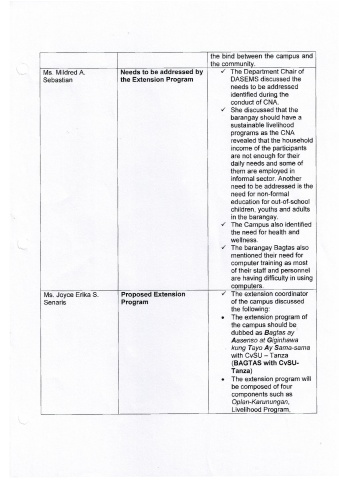 the bind between the campus and
the community.
Ms. Mildred A.
Sebastian
Needs to be addressed by
the Extension Program
✓ The Department Chair of
DASEMS discussed the
needs to be addressed
identified during the
conduct of CNA.
✓ She discussed that the
barangay should have a
sustainable livelihood
programs as the CNA
revealed that the household
income of the participants
are not enough for their
daily needs and some of
them are employed in
informal sector. Another
need to be addressed is the
need for non-formal
education for out-of-school
children, youths and adults
in the barangay.
✓ The Campus also identified
the need for health and
wellness.
✓ The barangay Bagtas also
mentioned their need for
computer training as most
of their staff and personnel
are having difficulty in using
computers.
Ms. Joyce Erika S.
Senaris
Proposed Extension
Program
✓ The extension coordinator
of the campus discussed
the following:
• The extension program of
the campus should be
dubbed as Bagtas ay
Aasenso at Giginhawa
kung Tayo Ay Sama-sama
with CvSU – Tanza
(BAGTAS with CvSU-
Tanza)
• The extension program will
be composed of four
components such as
Oplan-Karunungan,
Livelihood Program,